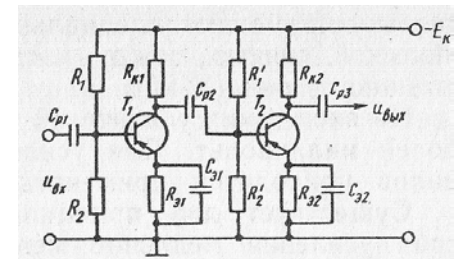 −Eк
R₁
Rк1
R₁′
Rк2
Cр1
T₁
Cр2
T₂
Cр3
uвых
uвх
R₂
Rэ1
Cэ1
R₂′
Rэ2
Cэ2